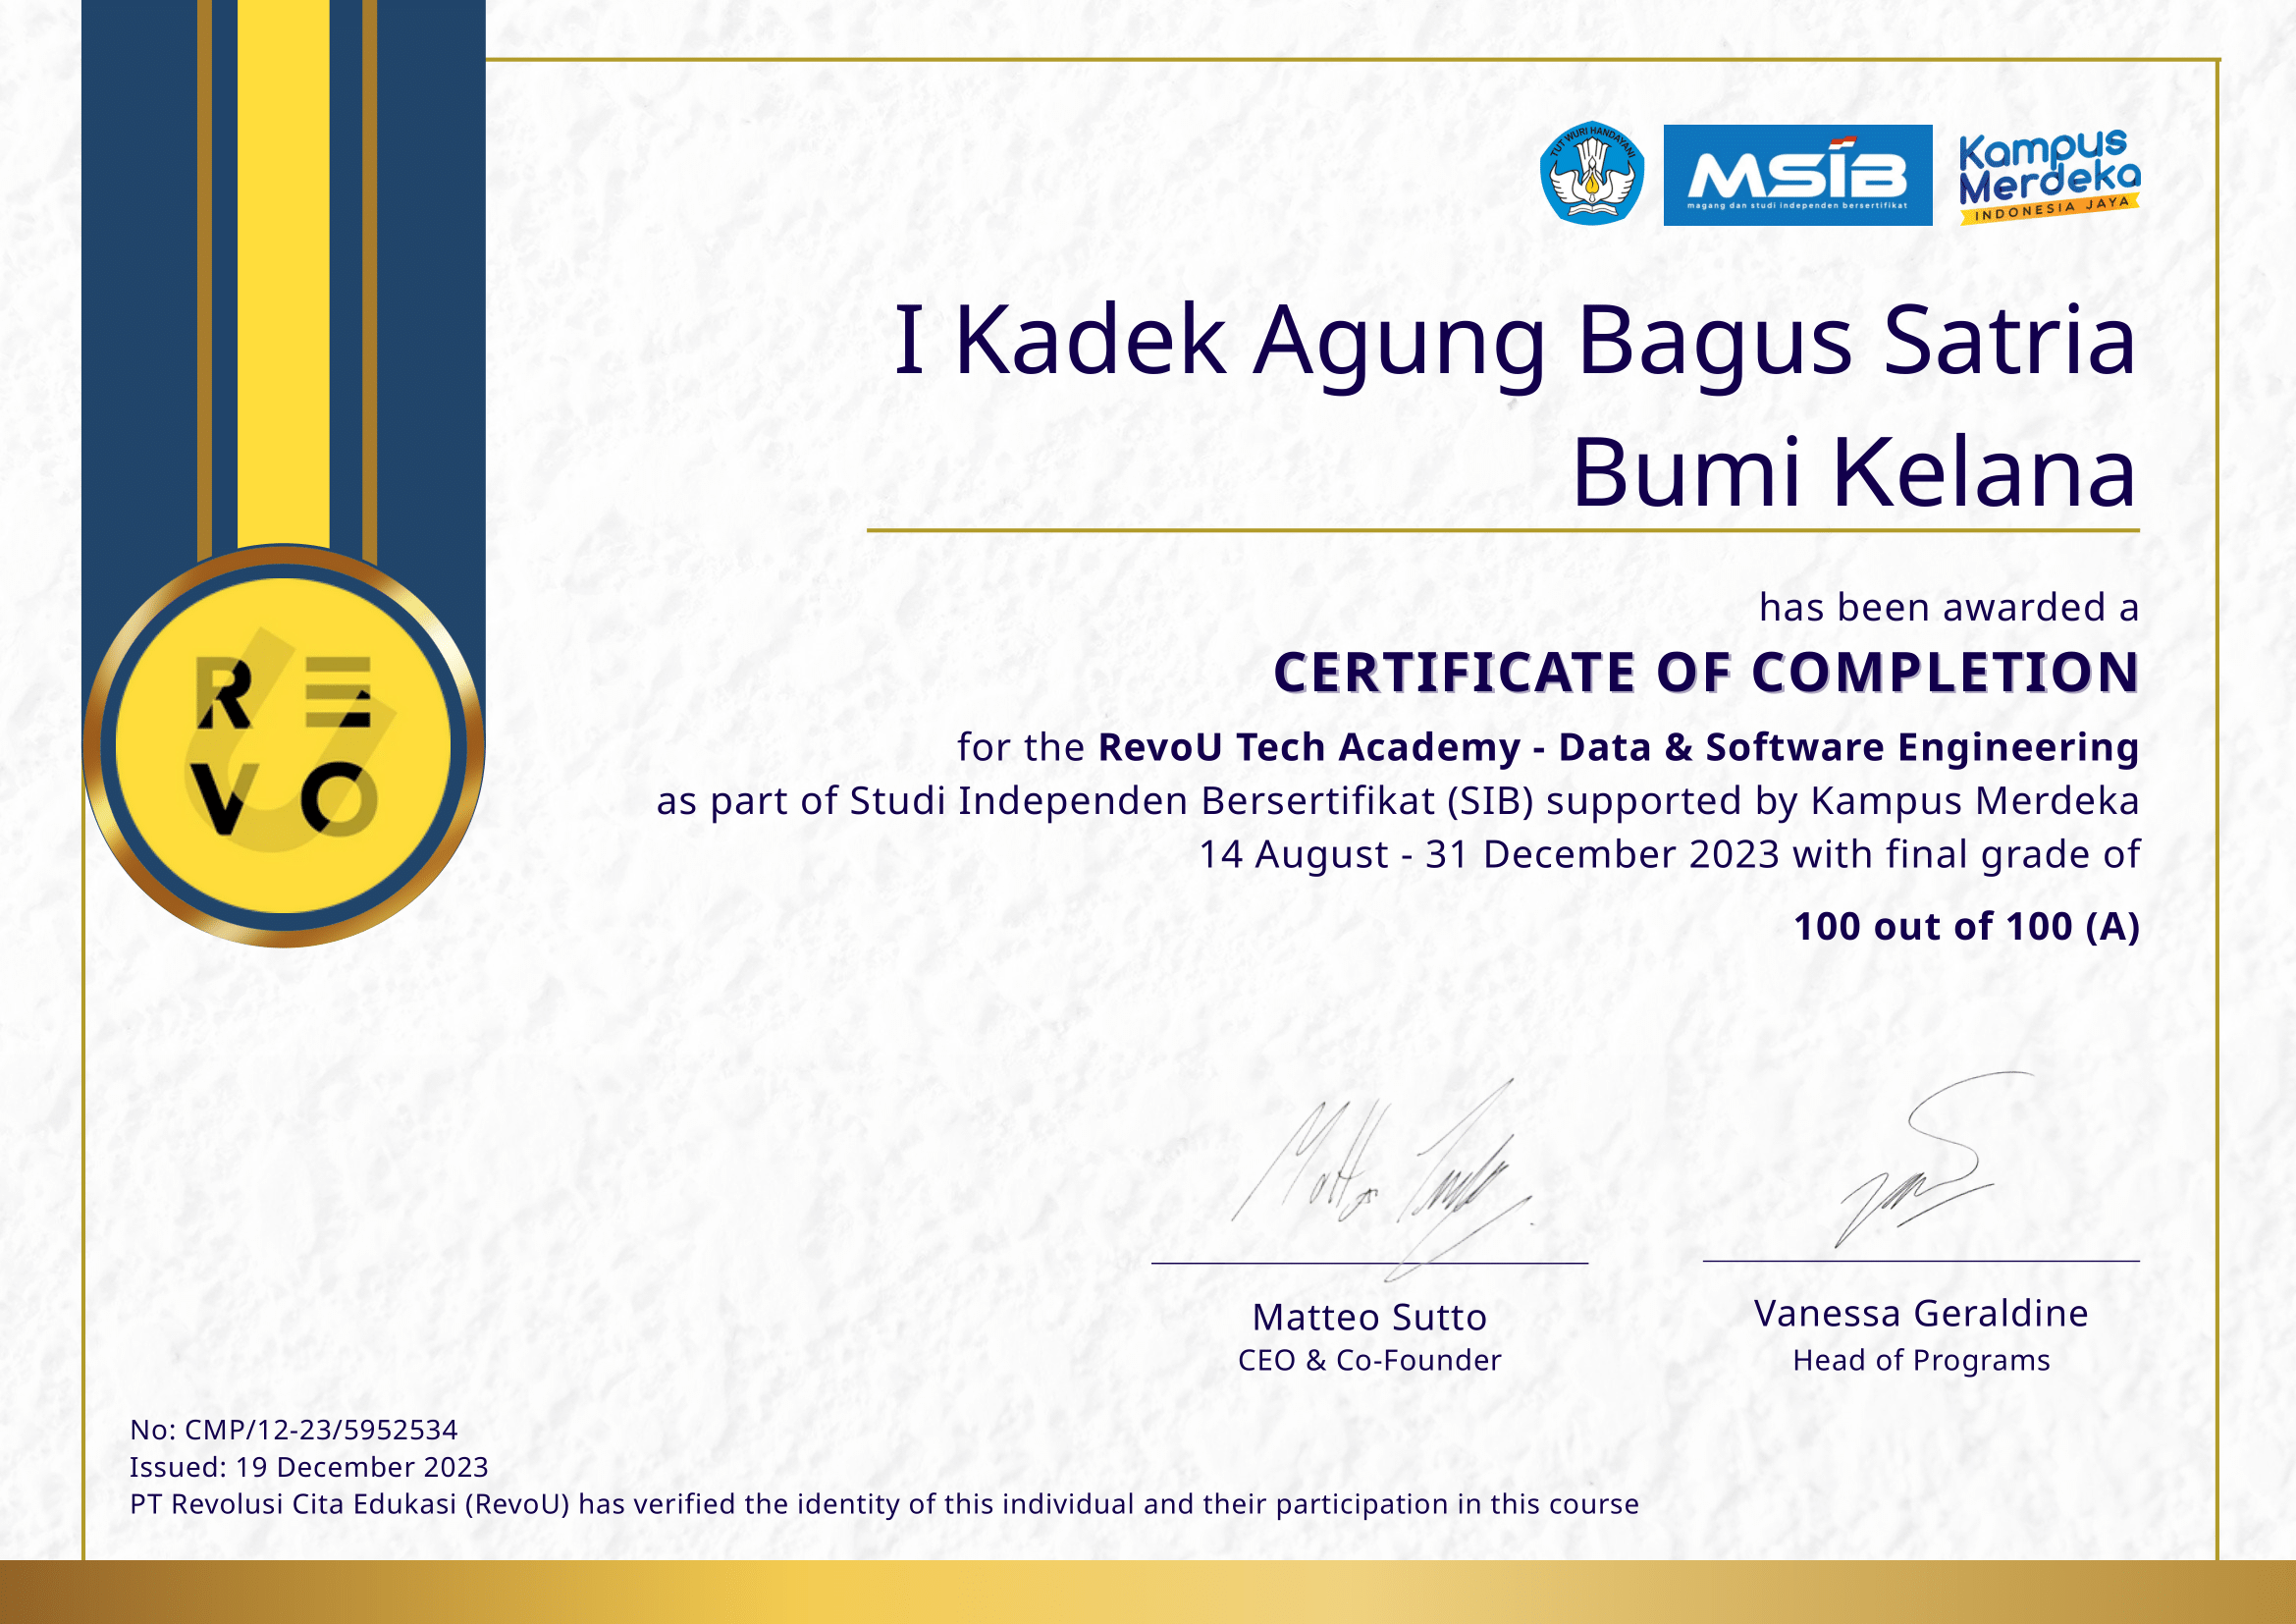 TUT WURI HANDAYANI
MSIB
magang dan studi independen bersertifikat
Kampus
Merdeka
INDONESIA JAYA
I Kadek Agung Bagus Satria
Bumi Kelana
has been awarded a
CERTIFICATE OF COMPLETION
for the RevoU Tech Academy - Data & Software Engineering
as part of Studi Independen Bersertifikat (SIB) supported by Kampus Merdeka
14 August - 31 December 2023 with final grade of
100 out of 100 (A)
RE
VO
Matteo Sutto
CEO & Co-Founder
Vanessa Geraldine
Head of Programs
No: CMP/12-23/5952534
Issued: 19 December 2023
PT Revolusi Cita Edukasi (RevoU) has verified the identity of this individual and their participation in this course